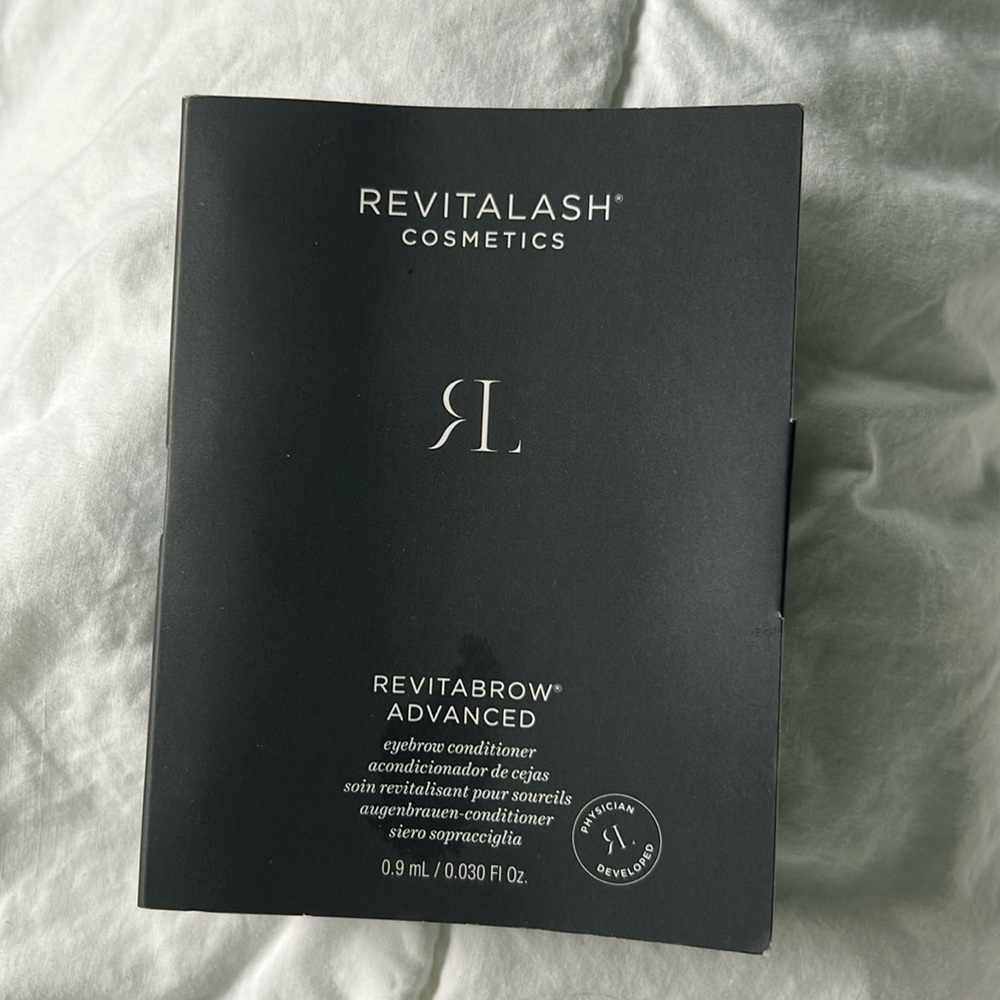 REVITALASH®
COSMETICS
RL
REVITABROW®
ADVANCED
eyebrow conditioner
acondicionador de cejas
soin revitalisant pour sourcils
augenbrauen-conditioner
siero sopracciglia
0.9 mL / 0.030 Fl Oz.
PHYSICIAN
RL
DEVELOPED